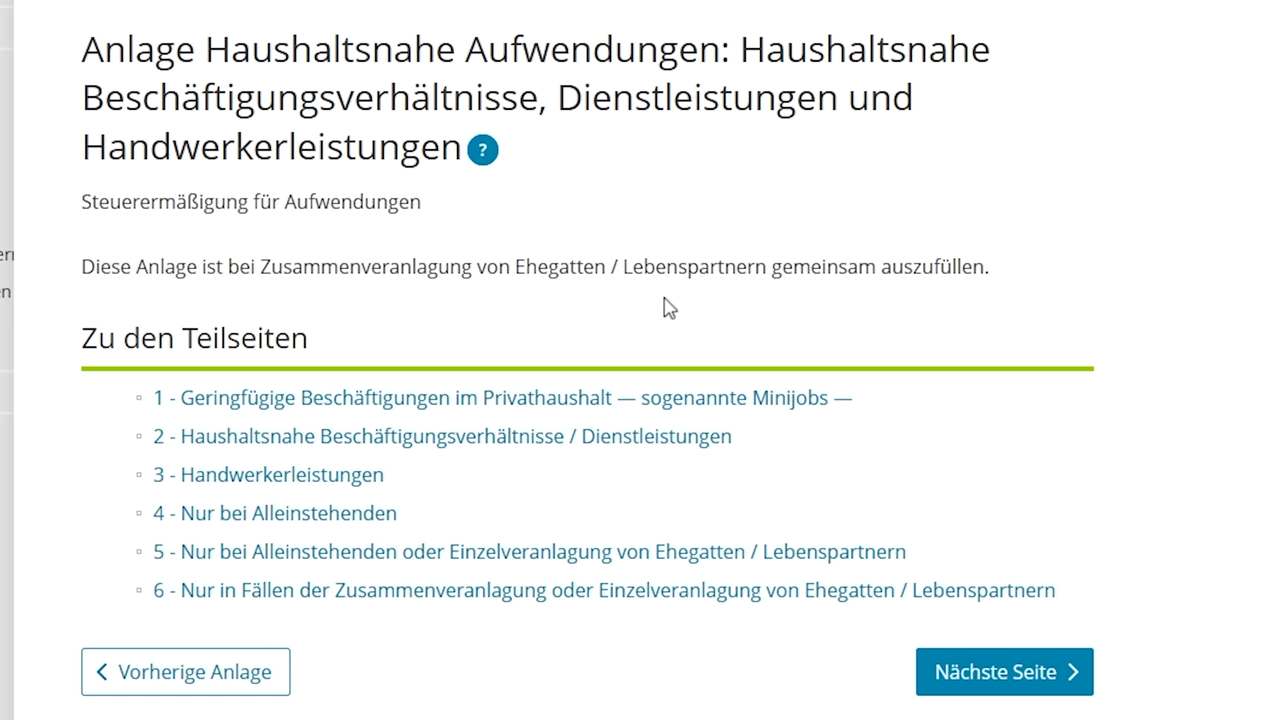 Anlage Haushaltsnahe Aufwendungen: Haushaltsnahe
Beschäftigungsverhältnisse, Dienstleistungen und
Handwerkerleistungen ?
Steuerermäßigung für Aufwendungen
Diese Anlage ist bei Zusammenveranlagung von Ehegatten / Lebenspartnern gemeinsam auszufüllen.
Zu den Teilseiten
1 - Geringfügige Beschäftigungen im Privathaushalt — sogenannte Minijobs —
2 - Haushaltsnahe Beschäftigungsverhältnisse / Dienstleistungen
3 - Handwerkerleistungen
4 - Nur bei Alleinstehenden
5 - Nur bei Alleinstehenden oder Einzelveranlagung von Ehegatten / Lebenspartnern
6 - Nur in Fällen der Zusammenveranlagung oder Einzelveranlagung von Ehegatten / Lebenspartnern
Vorherige Anlage
Nächste Seite